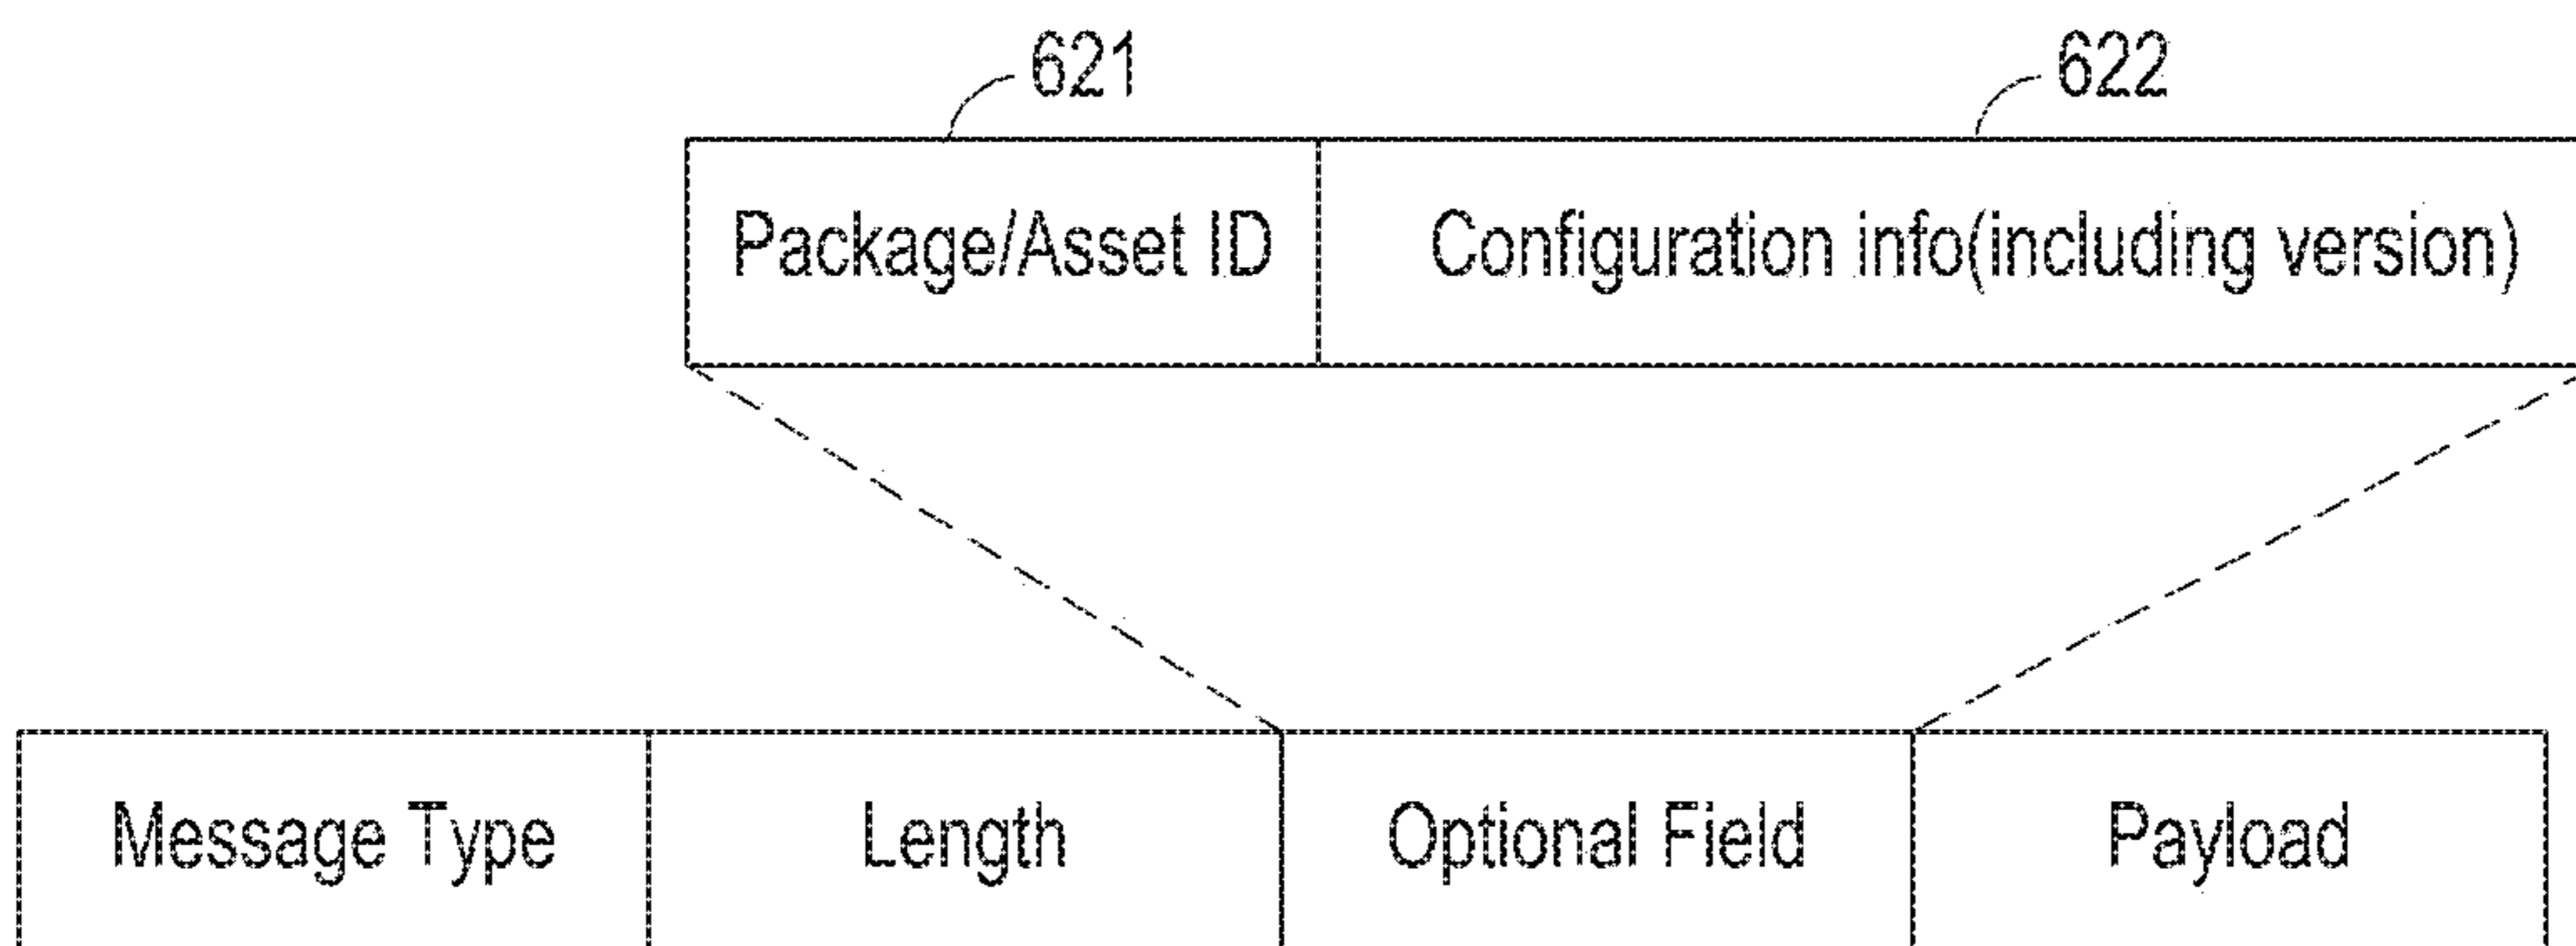 621
622
Package/Asset ID
Configuration info(including version)
Message Type
Length
Optional Field
Payload